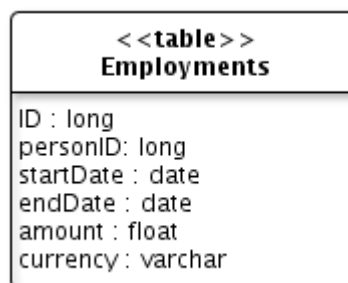 <<table>>
Employments
ID : long
personID: long
startDate : date
endDate : date
amount : float
currency : varchar